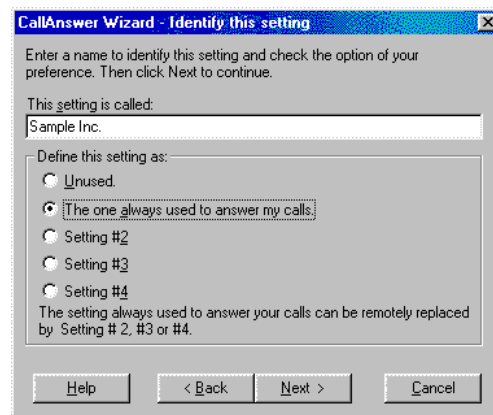 CallAnswer Wizard - Identify this setting
Enter a name to identify this setting and check the option of your
preference. Then click Next to continue.
This setting is called:
Sample Inc.
Define this setting as:
Unused.
The one always used to answer my calls.
Setting #2
Setting #3
Setting #4
The setting always used to answer your calls can be remotely replaced
by Setting # 2, #3 or #4.
Help < Back Next > Cancel